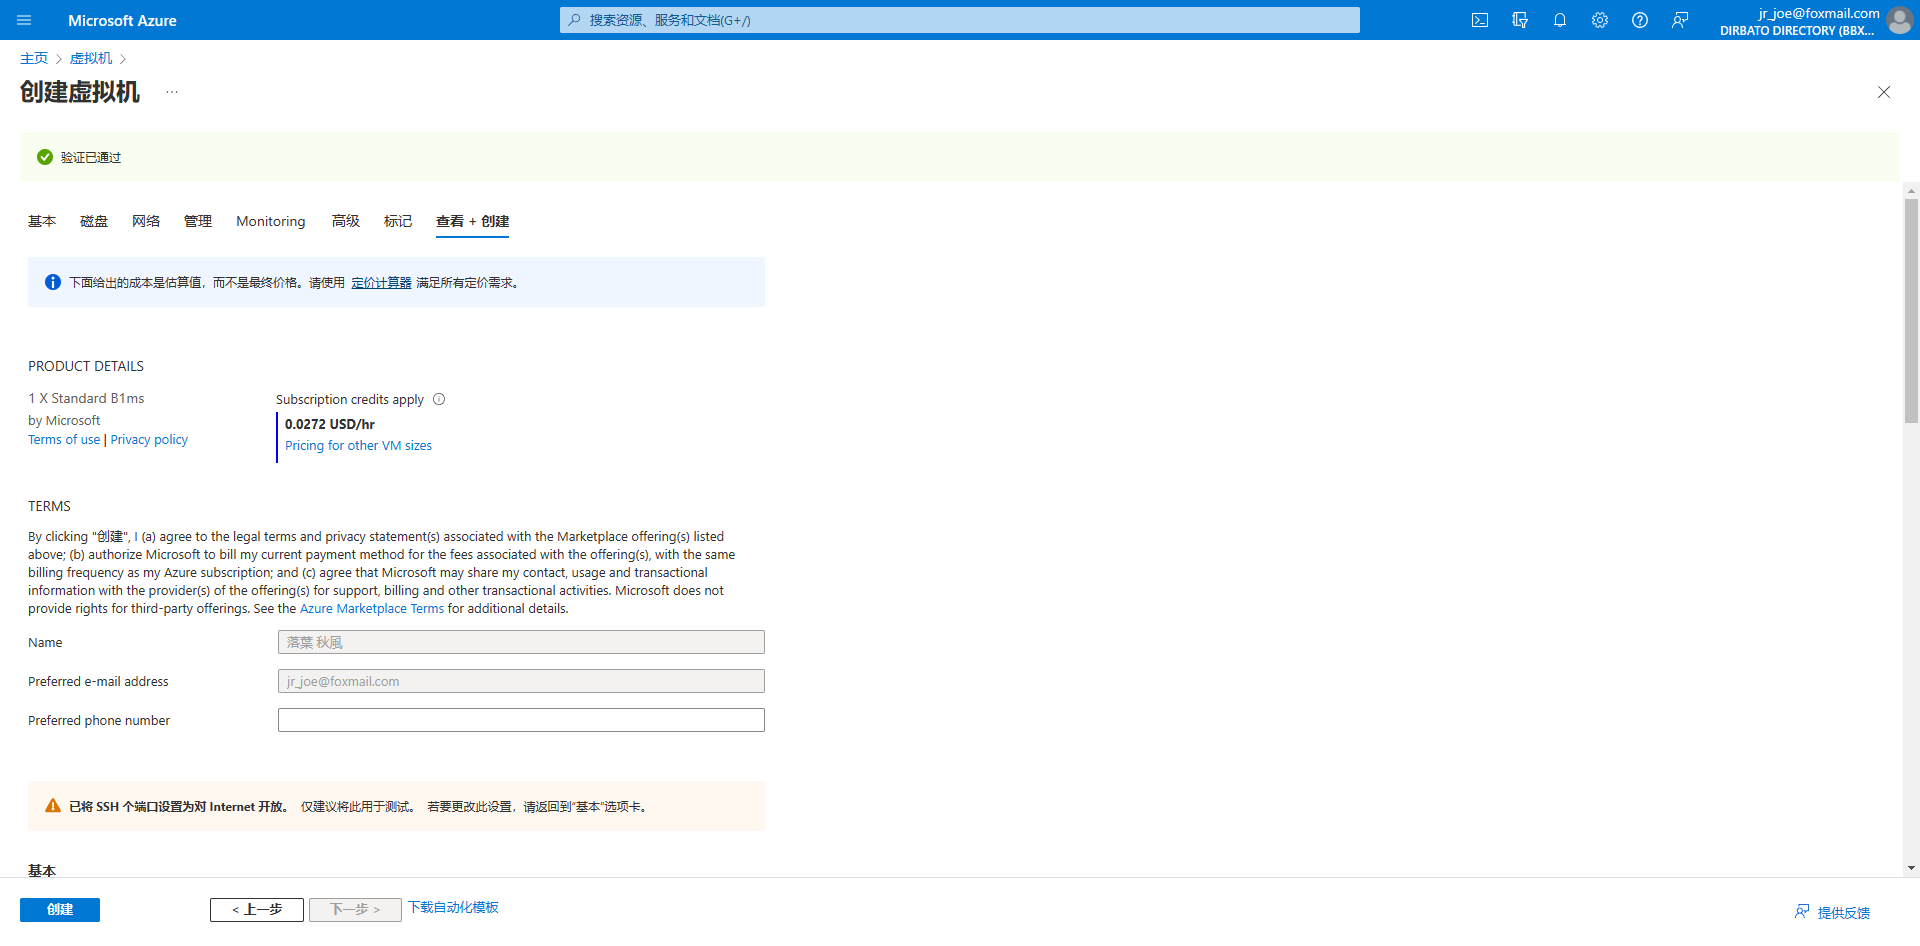 Microsoft Azure
搜索资源、服务和文档(G+/)
jr_joe@foxmail.com
DIRBATO DIRECTORY (BBX...
主页 > 虚拟机 >
创建虚拟机 ...
验证已通过
基本 磁盘 网络 管理 Monitoring 高级 标记 查看 + 创建
下面给出的成本是估算值，而不是最终价格。请使用 定价计算器 满足所有定价需求。
PRODUCT DETAILS
1 X Standard B1ms
by Microsoft
Terms of use | Privacy policy
Subscription credits apply
0.0272 USD/hr
Pricing for other VM sizes
TERMS
By clicking "创建", I (a) agree to the legal terms and privacy statement(s) associated with the Marketplace offering(s) listed
above; (b) authorize Microsoft to bill my current payment method for the fees associated with the offering(s), with the same
billing frequency as my Azure subscription; and (c) agree that Microsoft may share my contact, usage and transactional
information with the provider(s) of the offering(s) for support, billing and other transactional activities. Microsoft does not
provide rights for third-party offerings. See the Azure Marketplace Terms for additional details.
Name 落葉 秋風
Preferred e-mail address jr_joe@foxmail.com
Preferred phone number
已将 SSH 个端口设置为对 Internet 开放。 仅建议将此用于测试。 若要更改此设置，请返回到“基本”选项卡。
基本
创建 < 上一步 下一步 > 下载自动化模板 提供反馈